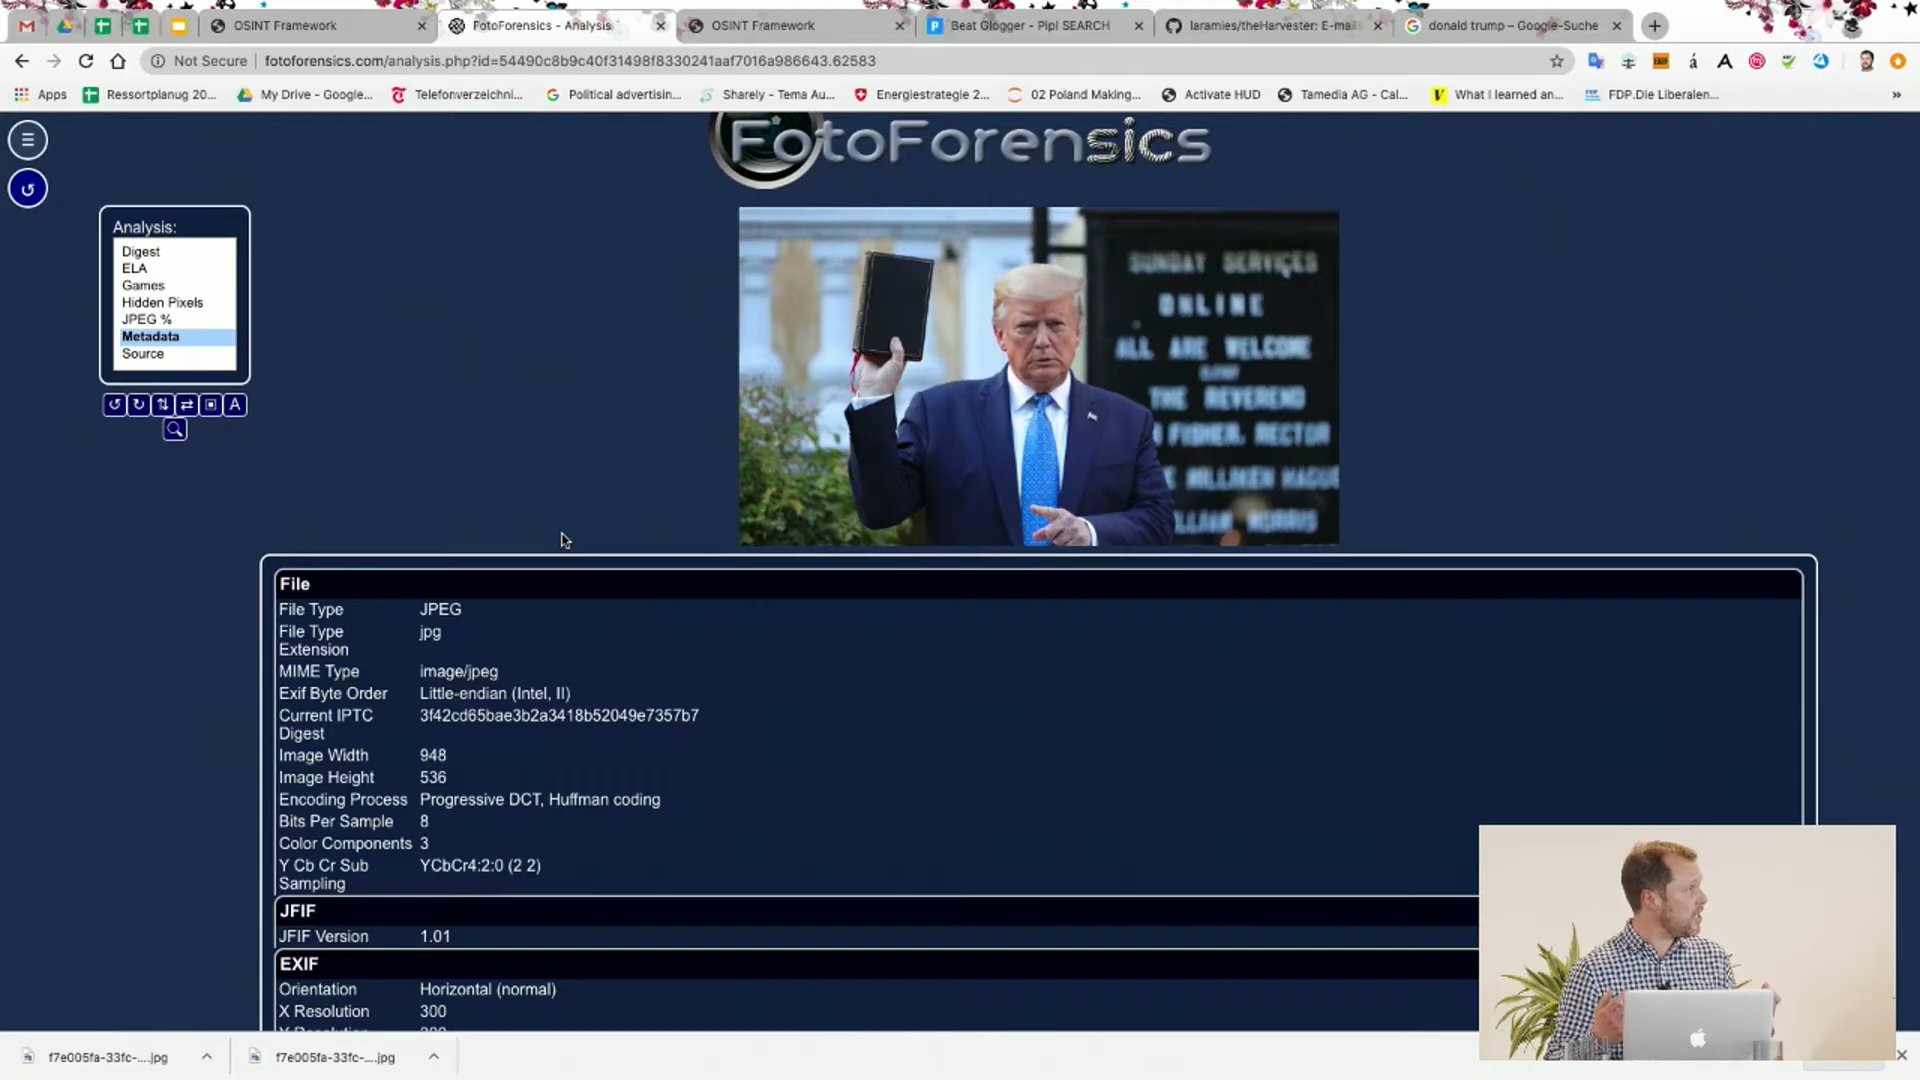 OSINT Framework
FotoForensics - Analysis
OSINT Framework
Beat Glogger - Pipl SEARCH
laramies/theHarvester: E-mail
donald trump – Google-Suche
Not Secure
fotoforensics.com/analysis.php?id=54490c8b9c40f31498f8330241aaf7016a986643.62583
Apps
Ressortplanug 20...
My Drive - Google...
Telefonverzeichni...
Political advertisin...
Sharely - Tema Au...
Energiestrategie 2...
02 Poland Making...
Activate HUD
Tamedia AG - Cal...
What I learned an...
FDP.Die Liberalen...
»
FotoForensics
Analysis:
Digest
ELA
Games
Hidden Pixels
JPEG %
Metadata
Source
A
SUNDAY SERVICES
ONLINE
ALL ARE WELCOME
THE REVEREND
FISHER, RECTOR
File
File Type JPEG
File Type Extension jpg
MIME Type image/jpeg
Exif Byte Order Little-endian (Intel, II)
Current IPTC Digest 3f42cd65bae3b2a3418b52049e7357b7
Image Width 948
Image Height 536
Encoding Process Progressive DCT, Huffman coding
Bits Per Sample 8
Color Components 3
Y Cb Cr Sub Sampling YCbCr4:2:0 (2 2)
JFIF
JFIF Version 1.01
EXIF
Orientation Horizontal (normal)
X Resolution 300
f7e005fa-33fc-....jpg
f7e005fa-33fc-....jpg